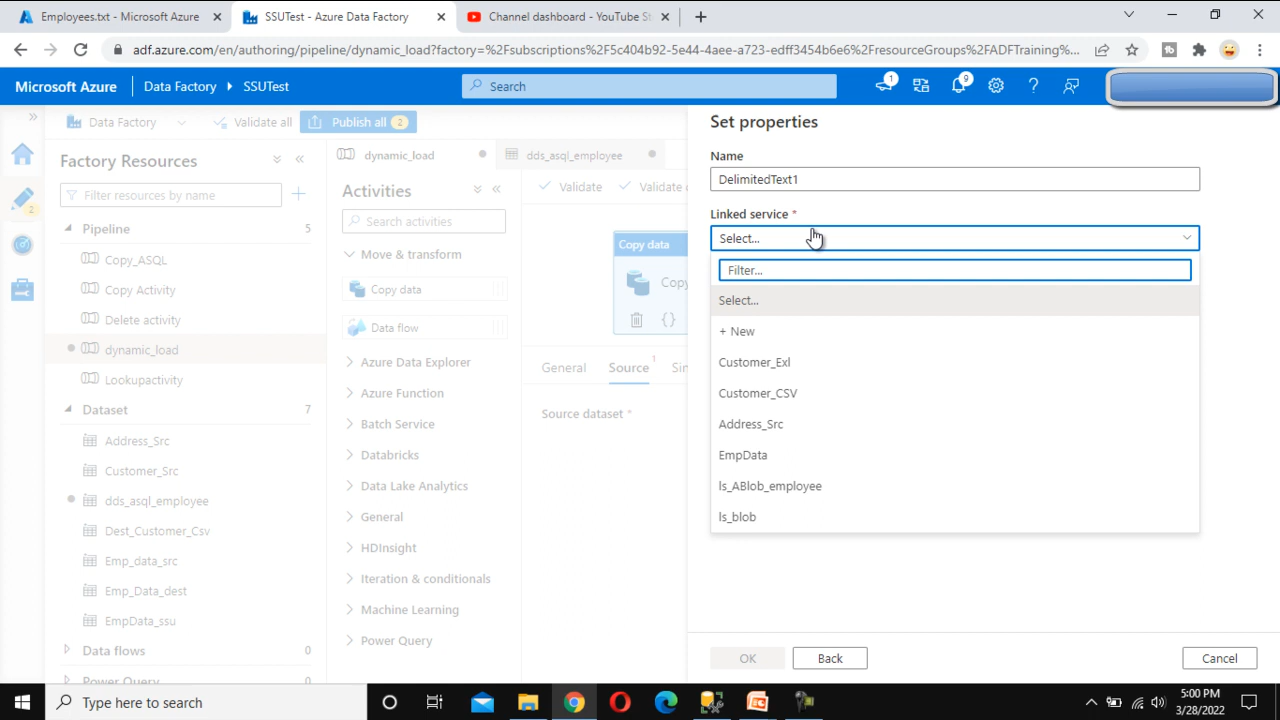 Employees.txt - Microsoft Azure
SSUTest - Azure Data Factory
Channel dashboard - YouTube St
adf.azure.com/en/authoring/pipeline/dynamic_load?factory=%2Fsubscriptions%2F5c404b92-5e44-4aee-a723-edff3454b6e6%2FresourceGroups%2FADFTraining%...
Microsoft Azure
Data Factory
SSUTest
Search
1
9
Data Factory
Validate all
Publish all
2
Factory Resources
Filter resources by name
Pipeline
5
Copy_ASQL
Copy Activity
Delete activity
dynamic_load
Lookupactivity
Dataset
7
Address_Src
Customer_Src
dds_asql_employee
Dest_Customer_Csv
Emp_data_src
Emp_Data_dest
EmpData_ssu
Data flows
0
Power Query
0
dynamic_load
dds_asql_employee
Activities
Search activities
Move & transform
Copy data
Data flow
Azure Data Explorer
Azure Function
Batch Service
Databricks
Data Lake Analytics
General
HDInsight
Iteration & conditionals
Machine Learning
Power Query
Validate
Validate
Copy data
Copy
General
Source
1
Sin
Source dataset *
Set properties
Name
DelimitedText1
Linked service *
Select...
Filter...
Select...
+ New
Customer_Exl
Customer_CSV
Address_Src
EmpData
ls_ABlob_employee
ls_blob
OK
Back
Cancel
Type here to search
5:00 PM
3/28/2022